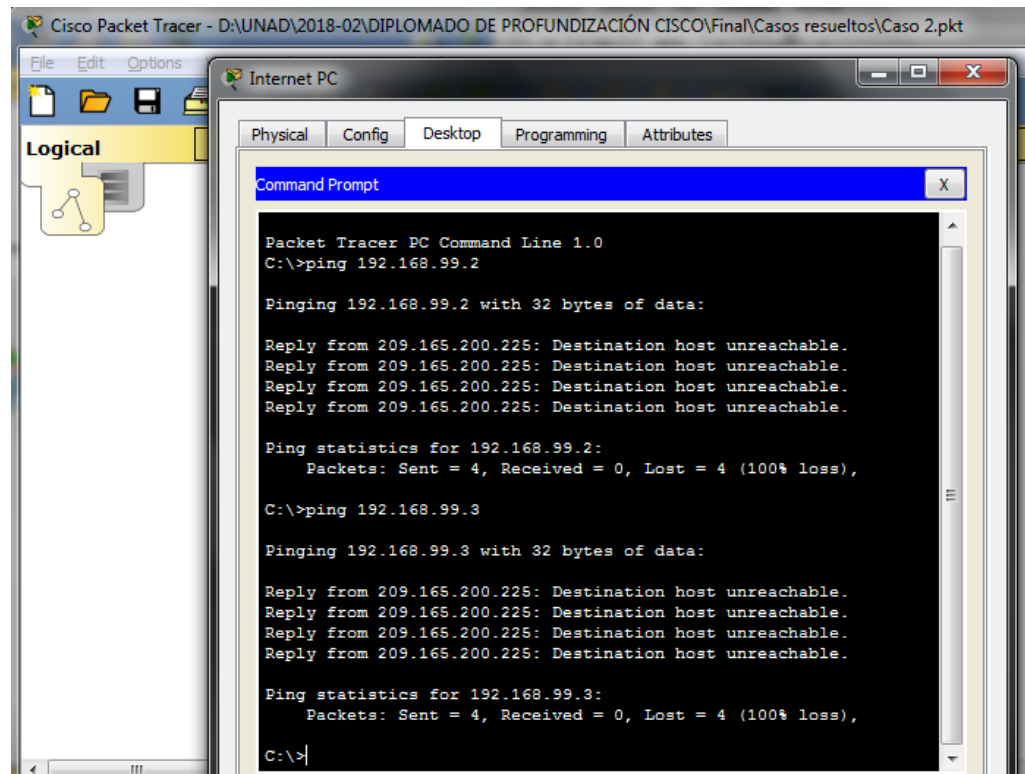 Cisco Packet Tracer - D:\UNAD\2018-02\DIPLOMADO DE PROFUNDIZACIÓN CISCO\Final\Casos resueltos\Caso 2.pkt
File Edit Options
Internet PC
X
Physical Config Desktop Programming Attributes
Logical
Command Prompt
X
Packet Tracer PC Command Line 1.0
C:\>ping 192.168.99.2
Pinging 192.168.99.2 with 32 bytes of data:
Reply from 209.165.200.225: Destination host unreachable.
Reply from 209.165.200.225: Destination host unreachable.
Reply from 209.165.200.225: Destination host unreachable.
Reply from 209.165.200.225: Destination host unreachable.
Ping statistics for 192.168.99.2:
Packets: Sent = 4, Received = 0, Lost = 4 (100% loss),
C:\>ping 192.168.99.3
Pinging 192.168.99.3 with 32 bytes of data:
Reply from 209.165.200.225: Destination host unreachable.
Reply from 209.165.200.225: Destination host unreachable.
Reply from 209.165.200.225: Destination host unreachable.
Reply from 209.165.200.225: Destination host unreachable.
Ping statistics for 192.168.99.3:
Packets: Sent = 4, Received = 0, Lost = 4 (100% loss),
C:\>